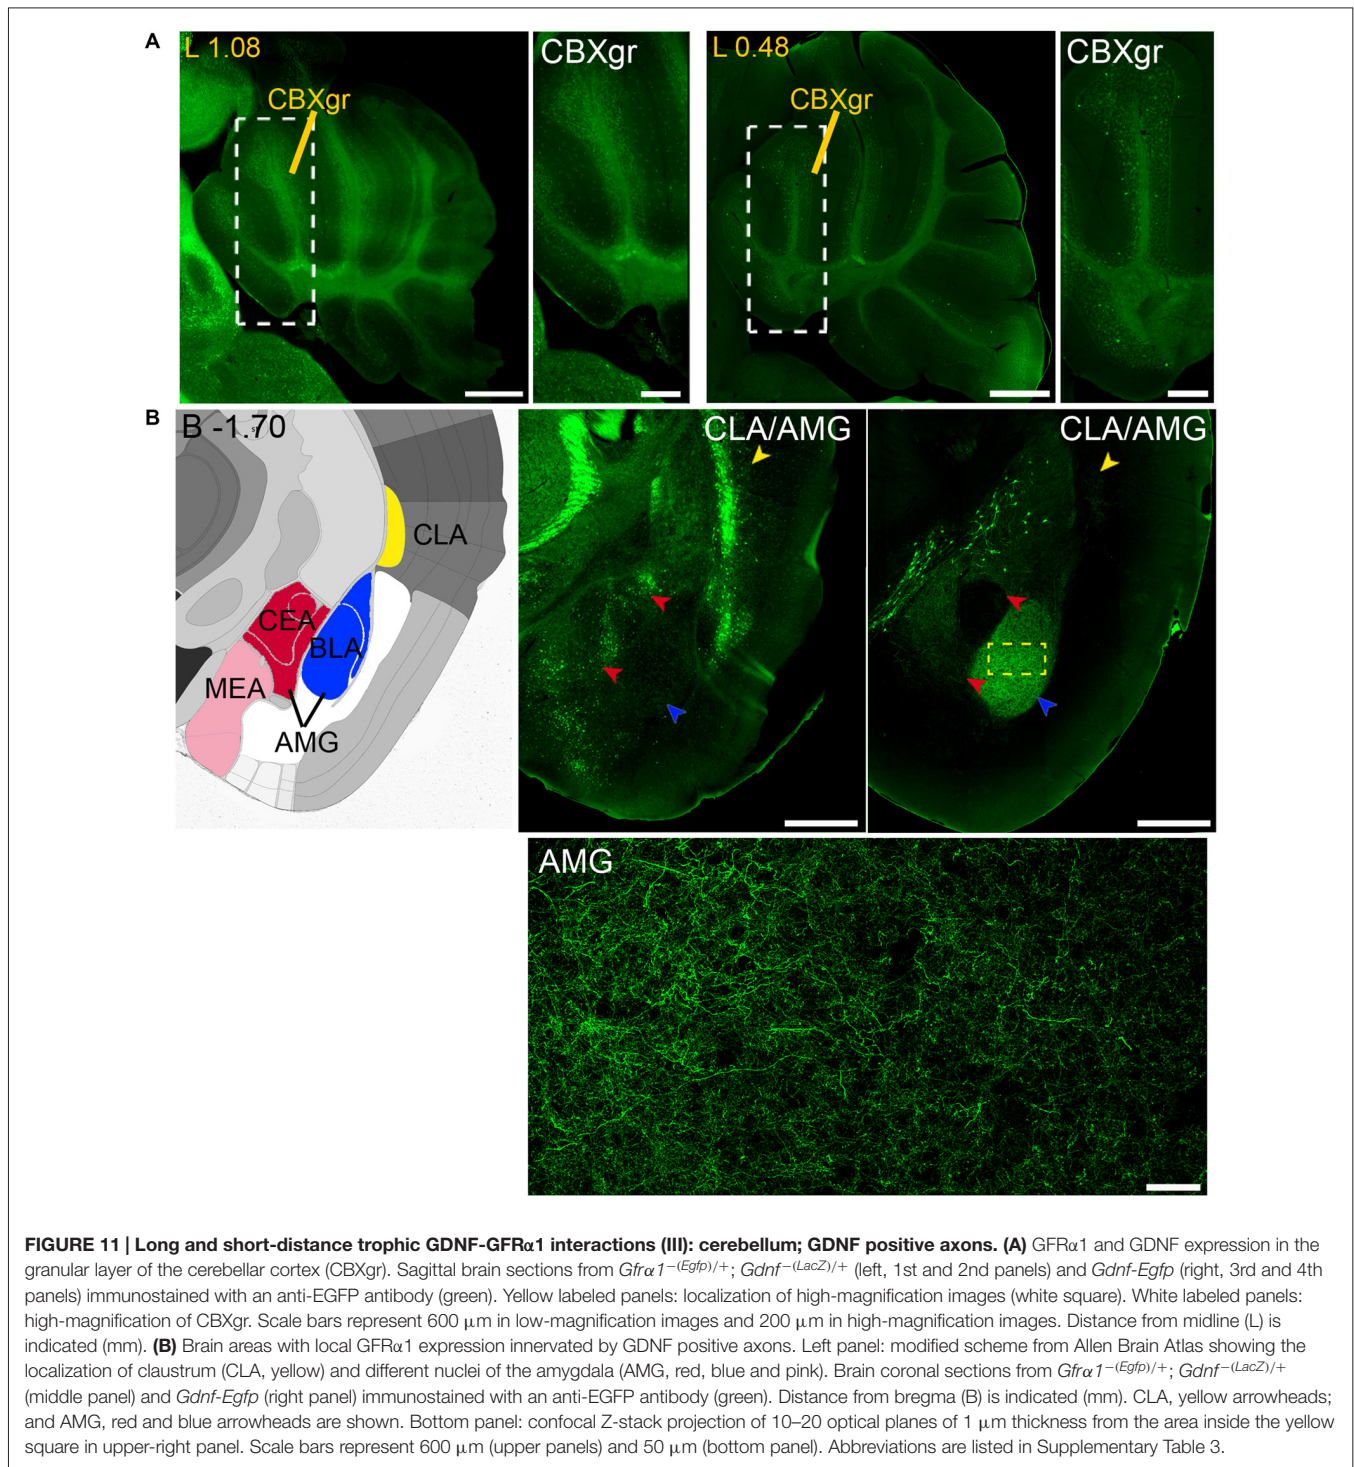 A
L 1.08
CBXgr
CBXgr
L 0.48
CBXgr
CBXgr
B
B -1.70
CLA
CEA
BLA
MEA
AMG
CLA/AMG
CLA/AMG
AMG
FIGURE 11 | Long and short-distance trophic GDNF-GFRα1 interactions (III): cerebellum; GDNF positive axons. (A) GFRα1 and GDNF expression in the
granular layer of the cerebellar cortex (CBXgr). Sagittal brain sections from Gfrα1−(Egfp)/+; Gdnf−(LacZ)/+ (left, 1st and 2nd panels) and Gdnf-Egfp (right, 3rd and 4th
panels) immunostained with an anti-EGFP antibody (green). Yellow labeled panels: localization of high-magnification images (white square). White labeled panels:
high-magnification of CBXgr. Scale bars represent 600 μm in low-magnification images and 200 μm in high-magnification images. Distance from midline (L) is
indicated (mm). (B) Brain areas with local GFRα1 expression innervated by GDNF positive axons. Left panel: modified scheme from Allen Brain Atlas showing the
localization of claustrum (CLA, yellow) and different nuclei of the amygdala (AMG, red, blue and pink). Brain coronal sections from Gfrα1−(Egfp)/+; Gdnf−(LacZ)/+
(middle panel) and Gdnf-Egfp (right panel) immunostained with an anti-EGFP antibody (green). Distance from bregma (B) is indicated (mm). CLA, yellow arrowheads;
and AMG, red and blue arrowheads are shown. Bottom panel: confocal Z-stack projection of 10–20 optical planes of 1 μm thickness from the area inside the yellow
square in upper-right panel. Scale bars represent 600 μm (upper panels) and 50 μm (bottom panel). Abbreviations are listed in Supplementary Table 3.